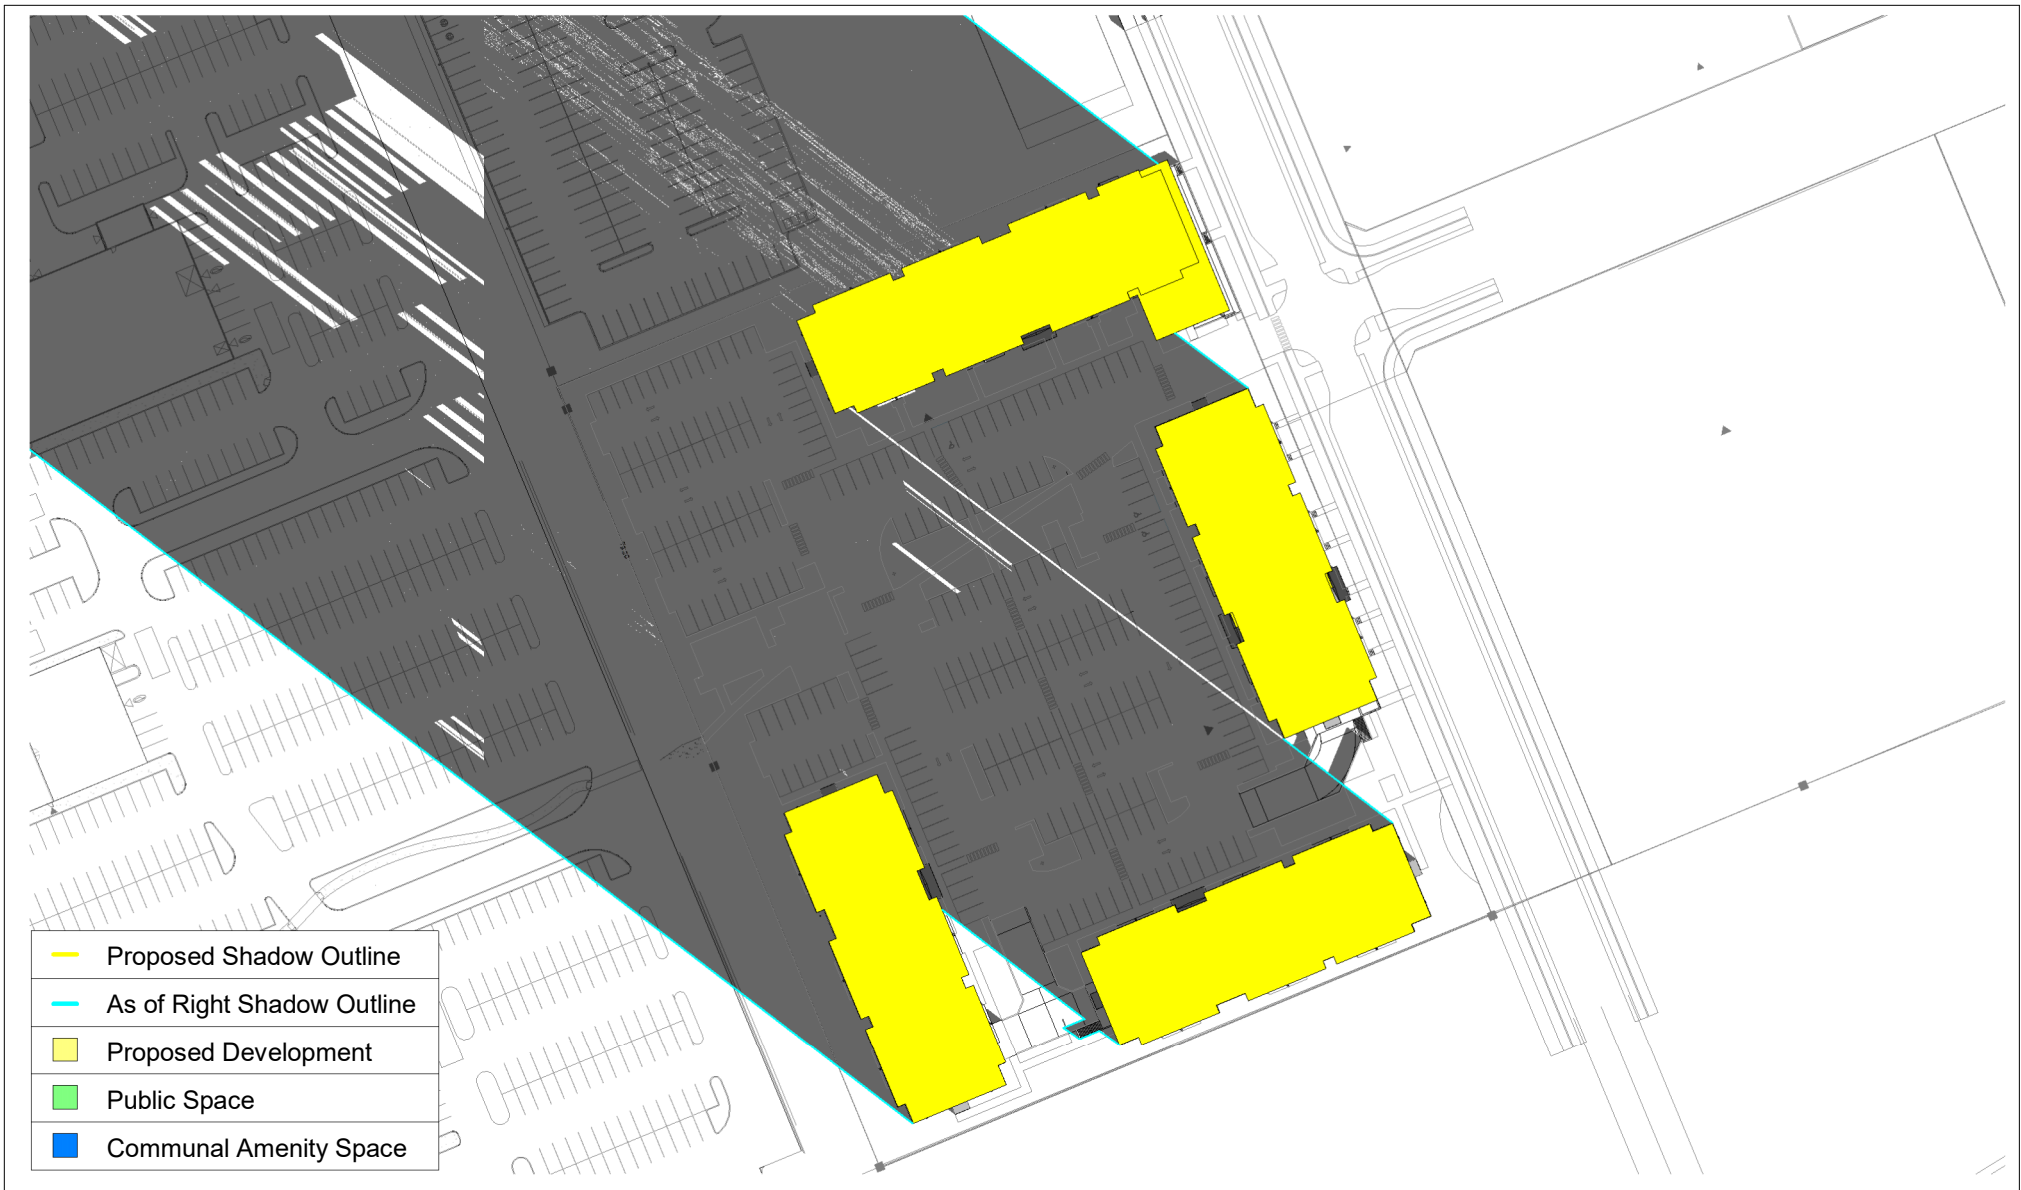 Proposed Shadow Outline
As of Right Shadow Outline
Proposed Development
Public Space
Communal Amenity Space